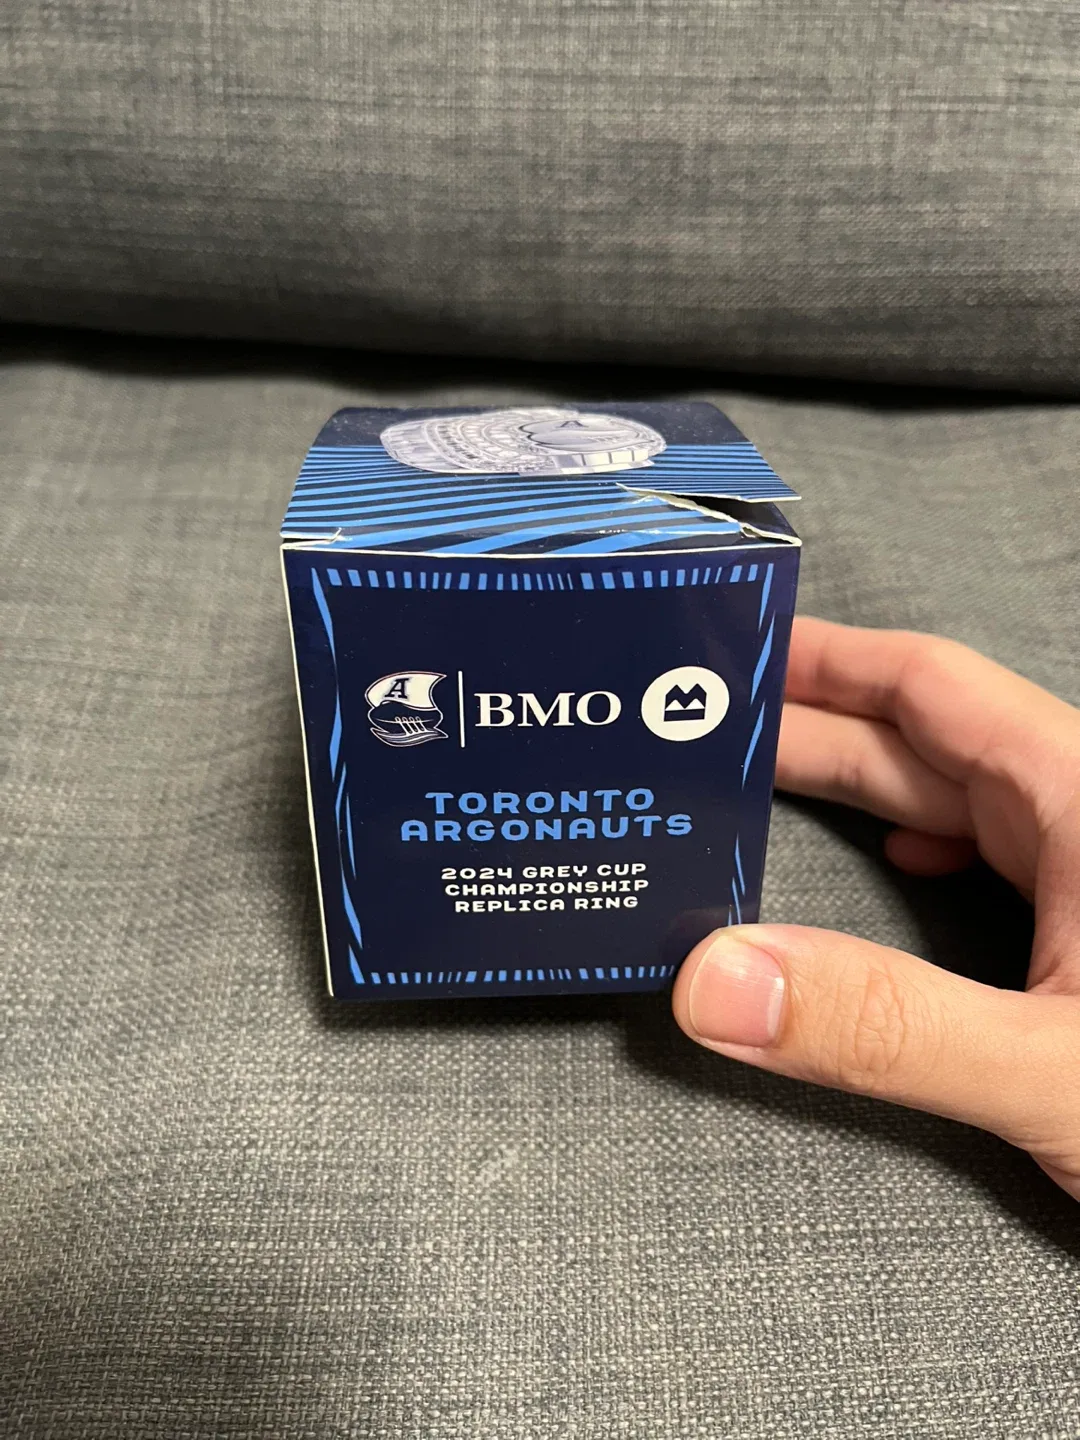 A
A
BMO
TORONTO
ARGONAUTS
2024 GREY CUP
CHAMPIONSHIP
REPLICA RING